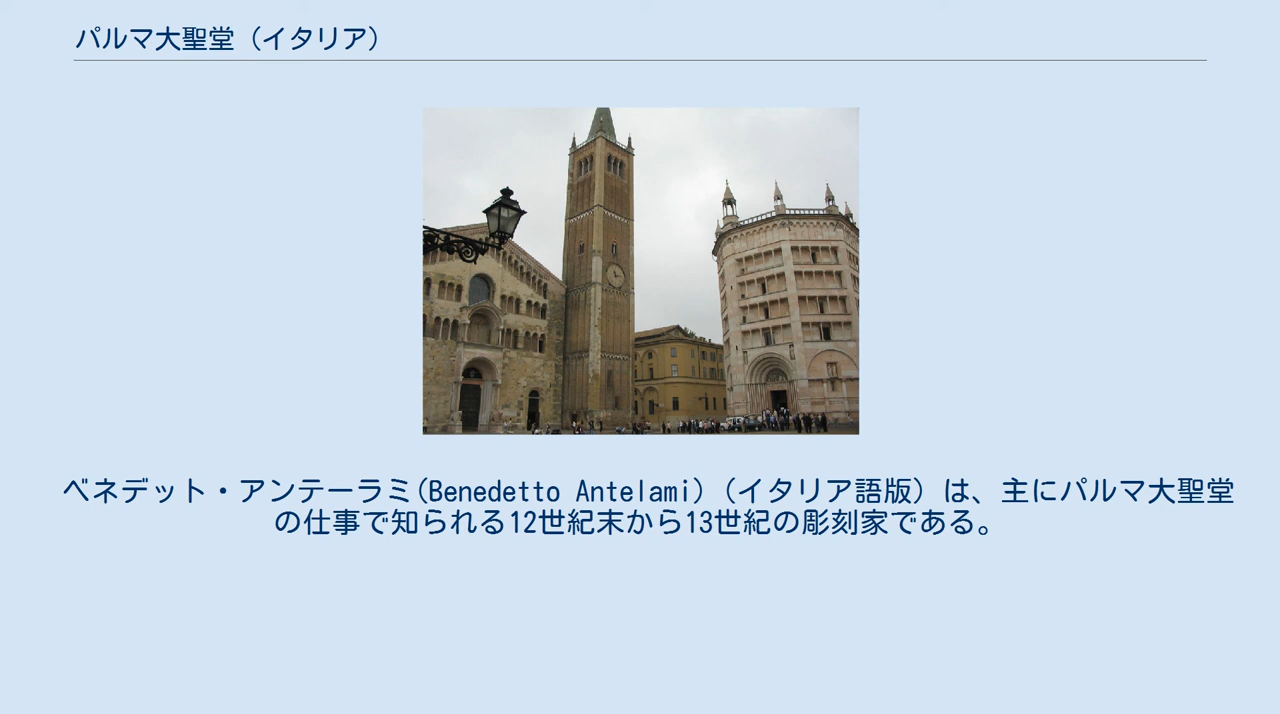 パルマ大聖堂（イタリア）
ベネデット・アンテーラミ(Benedetto Antelami)（イタリア語版）は、主にパルマ大聖堂
の仕事で知られる12世紀末から13世紀の彫刻家である。